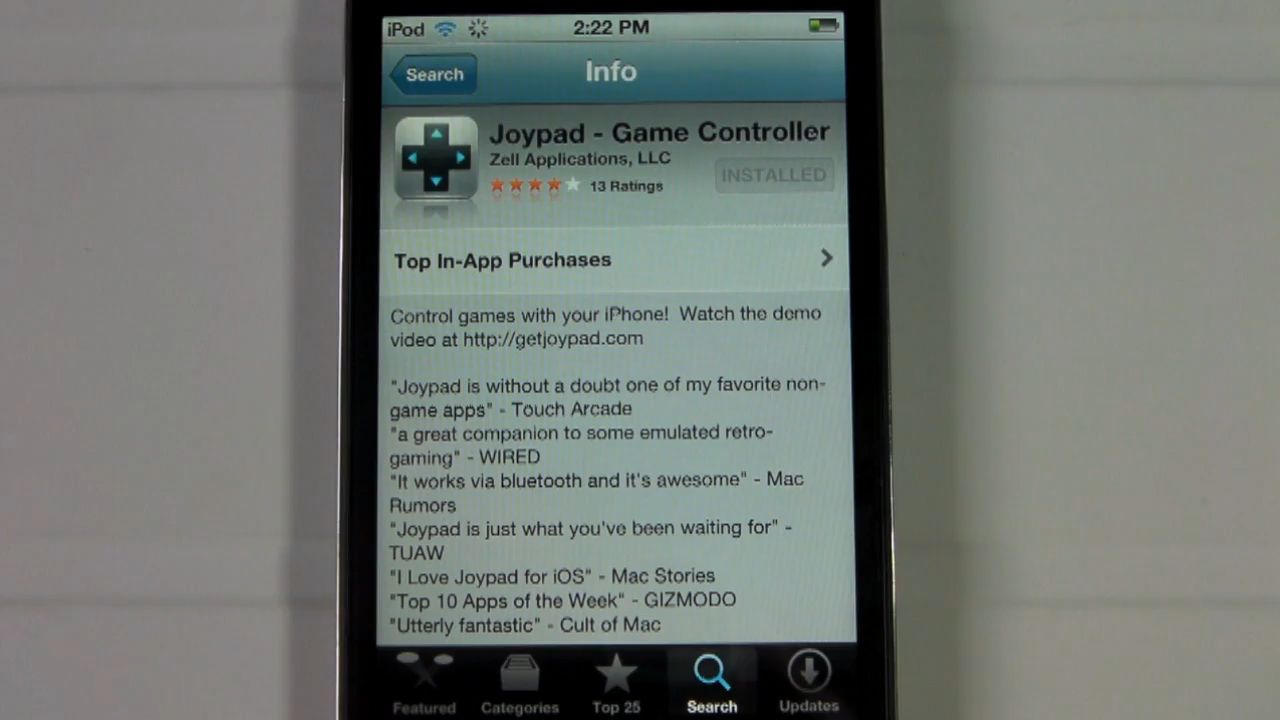 iPod 2:22 PM
Search Info
Joypad - Game Controller
Zell Applications, LLC
13 Ratings INSTALLED
Top In-App Purchases
Control games with your iPhone! Watch the demo
video at http://getjoypad.com
"Joypad is without a doubt one of my favorite non-
game apps" - Touch Arcade
"a great companion to some emulated retro-
gaming" - WIRED
"It works via bluetooth and it's awesome" - Mac
Rumors
"Joypad is just what you've been waiting for" -
TUAW
"I Love Joypad for iOS" - Mac Stories
"Top 10 Apps of the Week" - GIZMODO
"Utterly fantastic" - Cult of Mac
Featured Categories Top 25 Search Updates